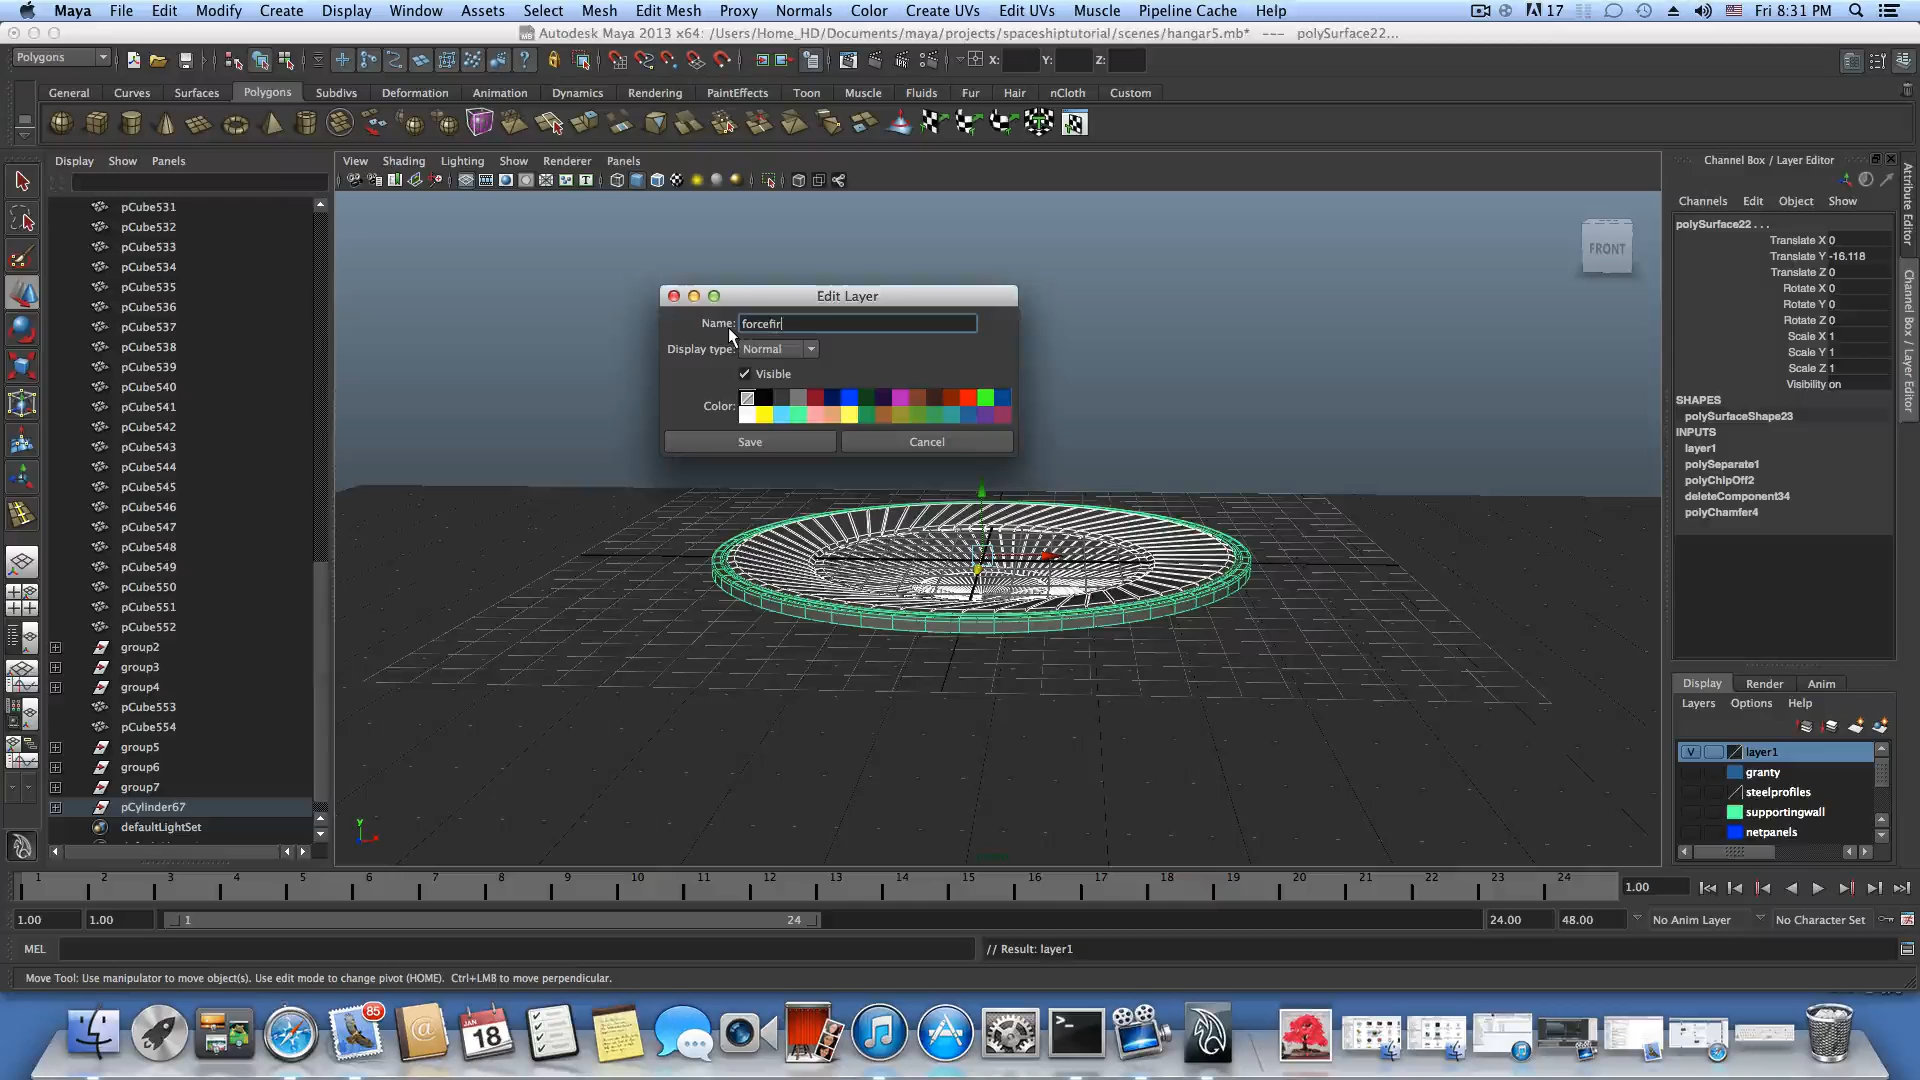 Maya File Edit Modify Create Display Window Assets Select Mesh Edit Mesh Proxy Normals Color Create UVs Edit UVs Muscle Pipeline Cache Help 17 Fri 8:31 PM
Autodesk Maya 2013 x64: /Users/Home_HD/Documents/maya/projects/spaceshiptutorial/scenes/hangar5.mb* --- polySurface22...
Polygons X: Y: Z:
General Curves Surfaces Polygons Subdivs Deformation Animation Dynamics Rendering PaintEffects Toon Muscle Fluids Fur Hair nCloth Custom
Display Show Panels
View Shading Lighting Show Renderer Panels
Channel Box / Layer Editor
Channels Edit Object Show
Attribute Editor
Channel Box / Layer Editor
pCube531
pCube532
pCube533
pCube534
pCube535
pCube536
pCube537
pCube538
pCube539
pCube540
pCube541
pCube542
pCube543
pCube544
pCube545
pCube546
pCube547
pCube548
pCube549
pCube550
pCube551
pCube552
group2
group3
group4
pCube553
pCube554
group5
group6
group7
pCylinder67
defaultLightSet
FRONT
Edit Layer
Name: forcefir
Display type: Normal
Visible
Color:
Save Cancel
y
polySurface22 . . .
Translate X 0
Translate Y -16.118
Translate Z 0
Rotate X 0
Rotate Y 0
Rotate Z 0
Scale X 1
Scale Y 1
Scale Z 1
Visibility on
SHAPES
polySurfaceShape23
INPUTS
layer1
polySeparate1
polyChipOff2
deleteComponent34
polyChamfer4
Display Render Anim
Layers Options Help
V layer1
granty
steelprofiles
supportingwall
netpanels
1 2 3 4 5 6 7 8 9 10 11 12 13 14 15 16 17 18 19 20 21 22 23 24 1.00
1.00 1.00 1 24 24.00 48.00 No Anim Layer No Character Set
MEL // Result: layer1
Move Tool: Use manipulator to move object(s). Use edit mode to change pivot (HOME). Ctrl+LMB to move perpendicular.
85
JAN
18